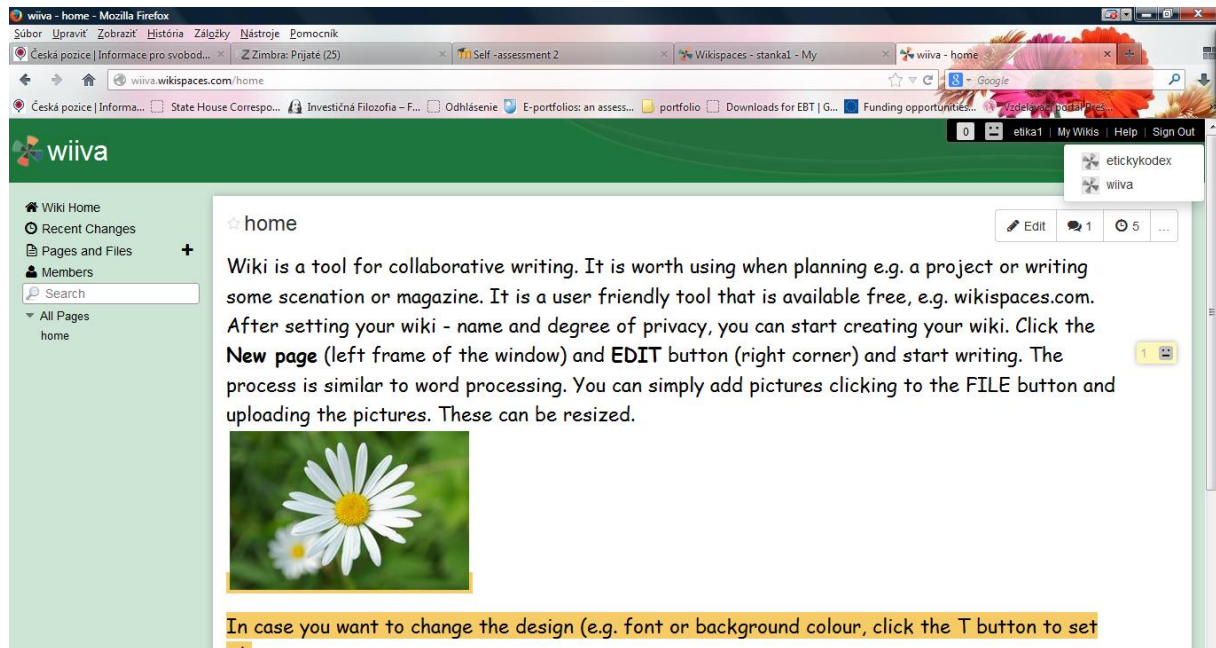 wiiva - home - Mozilla Firefox
Súbor Upraviť Zobraziť História Záložky Nástroje Pomocník
Česká pozice | Informace pro svobod... Zimbra: Prijaté (25) Self -assessment 2 Wikispaces - stanka1 - My wiiva - home
wiiva.wikispaces.com/home Google
Česká pozice | Informa... State House Correspo... Investičná Filozofia – F... Odhlásenie E-portfolios: an assess... portfolio Downloads for EBT | G... Funding opportunities... Vzdelávací portál Preš...
0 etika1 | My Wikis | Help | Sign Out
wiiva
etickykodex
wiiva
Wiki Home
Recent Changes
Pages and Files
Members
Search
All Pages
home
home
Edit 1 5 ...
Wiki is a tool for collaborative writing. It is worth using when planning e.g. a project or writing
some scenation or magazine. It is a user friendly tool that is available free, e.g. wikispaces.com.
After setting your wiki - name and degree of privacy, you can start creating your wiki. Click the
New page (left frame of the window) and EDIT button (right corner) and start writing. The
process is similar to word processing. You can simply add pictures clicking to the FILE button and
uploading the pictures. These can be resized.
1
In case you want to change the design (e.g. font or background colour, click the T button to set